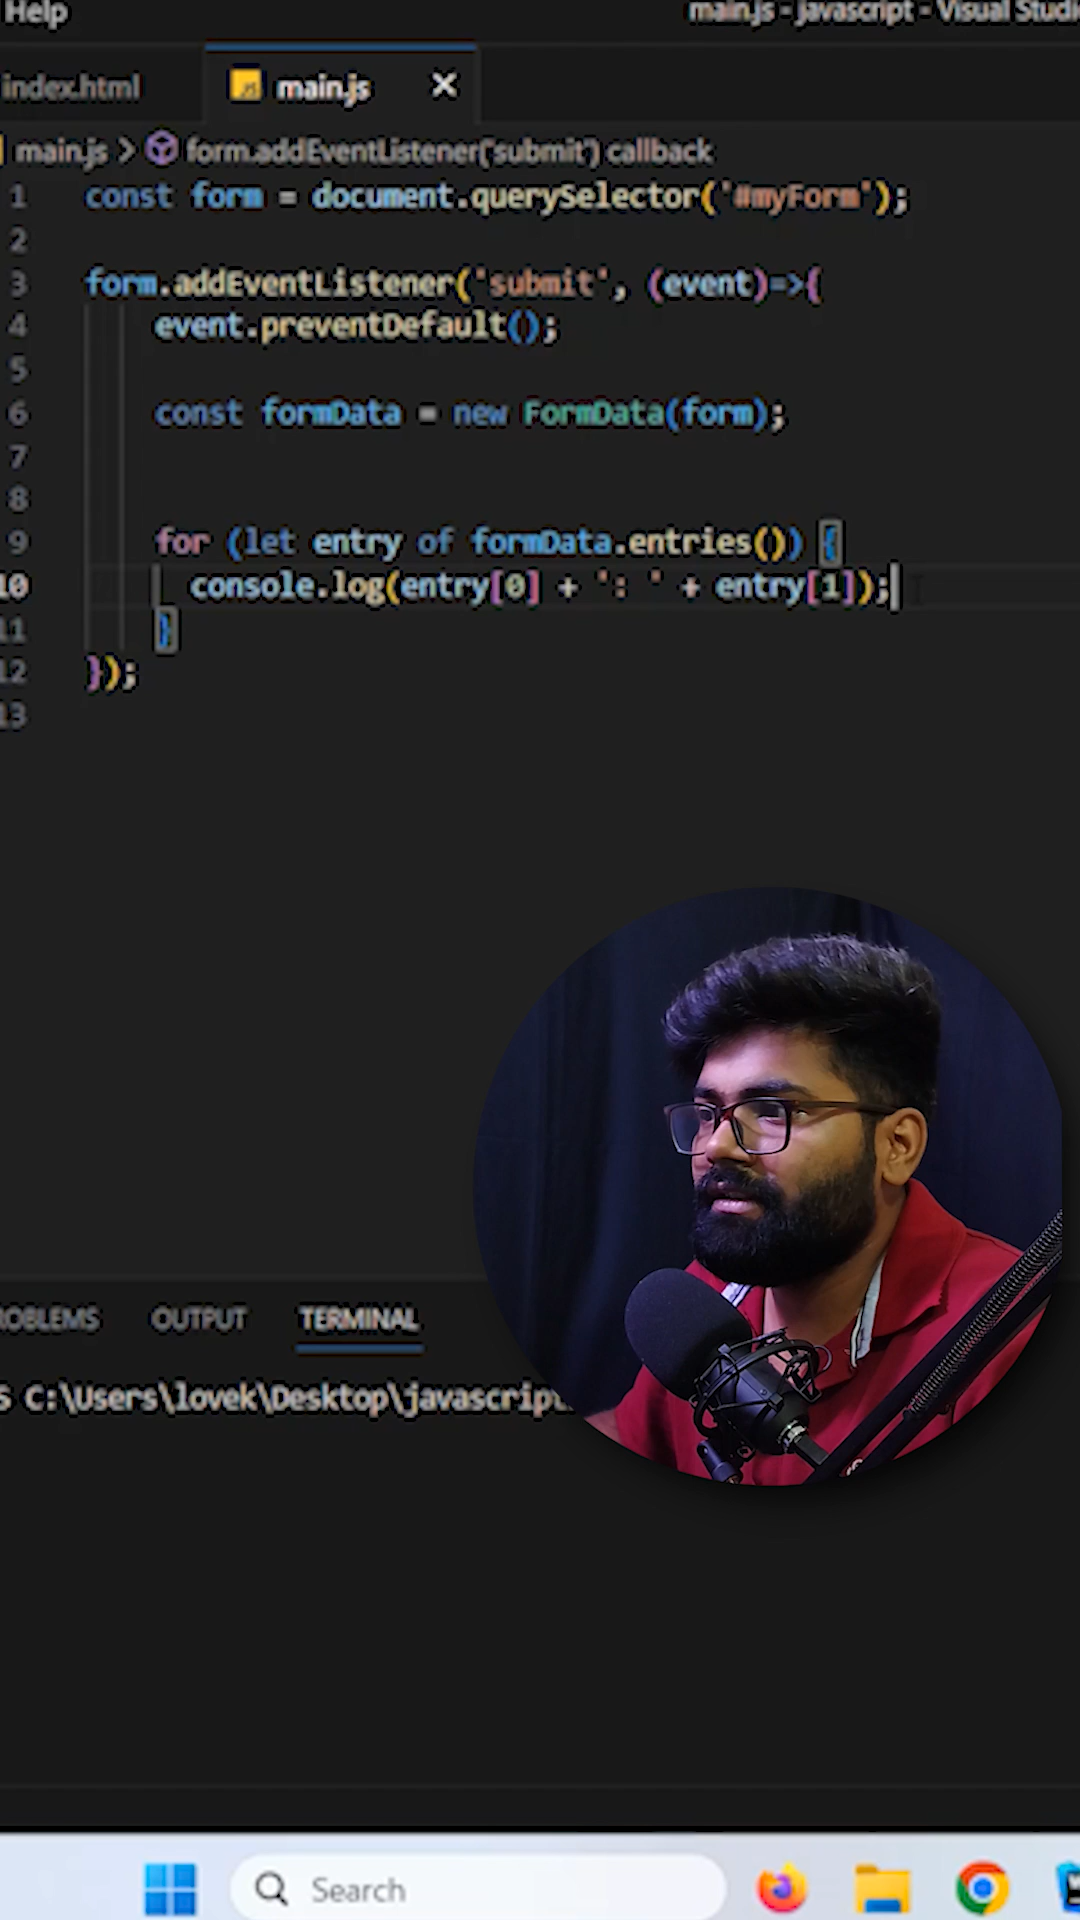 Help
main.js - javascript - Visual
index.html
main.js
main.js > form.addEventListener('submit') callback
1 const form = document.querySelector('#myForm');
2
3 form.addEventListener('submit', (event)=>{
4 event.preventDefault();
5
6 const formData = new FormData(form);
7
8
9 for (let entry of formData.entries()) {
10 console.log(entry[0] + ': ' + entry[1]);
11 }
12 });
13
OUTPUT
TERMINAL
C:\Users\lovek\Desktop\javascript
Search